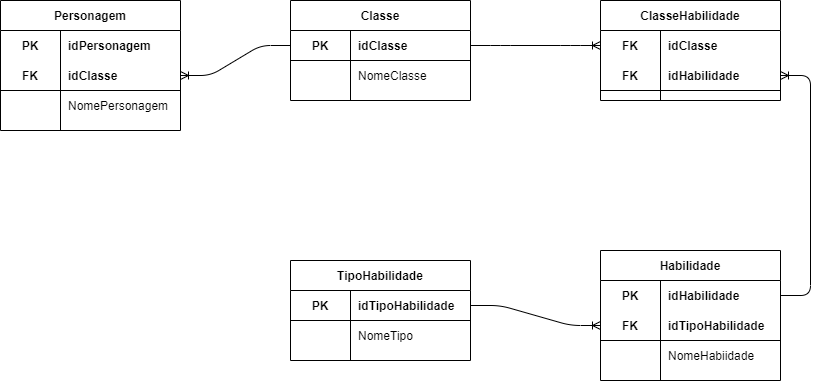 Personagem
PK idPersonagem
FK idClasse
NomePersonagem
Classe
PK idClasse
NomeClasse
ClasseHabilidade
FK idClasse
FK idHabilidade
TipoHabilidade
PK idTipoHabilidade
NomeTipo
Habilidade
PK idHabilidade
FK idTipoHabilidade
NomeHabiidade